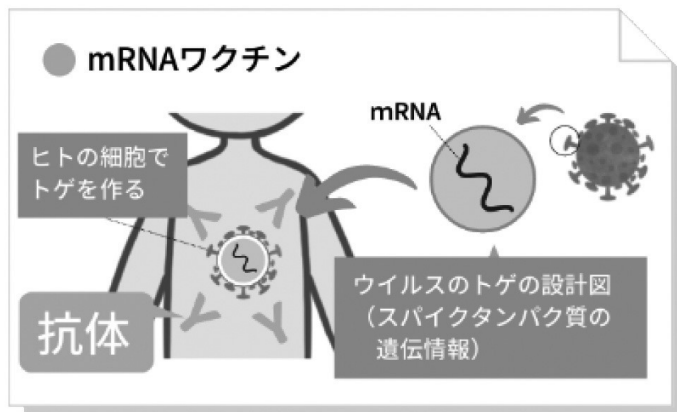 mRNAワクチン
mRNA
ヒトの細胞で
トゲを作る
ウイルスのトゲの設計図
（スパイクタンパク質の
遺伝情報）
抗体